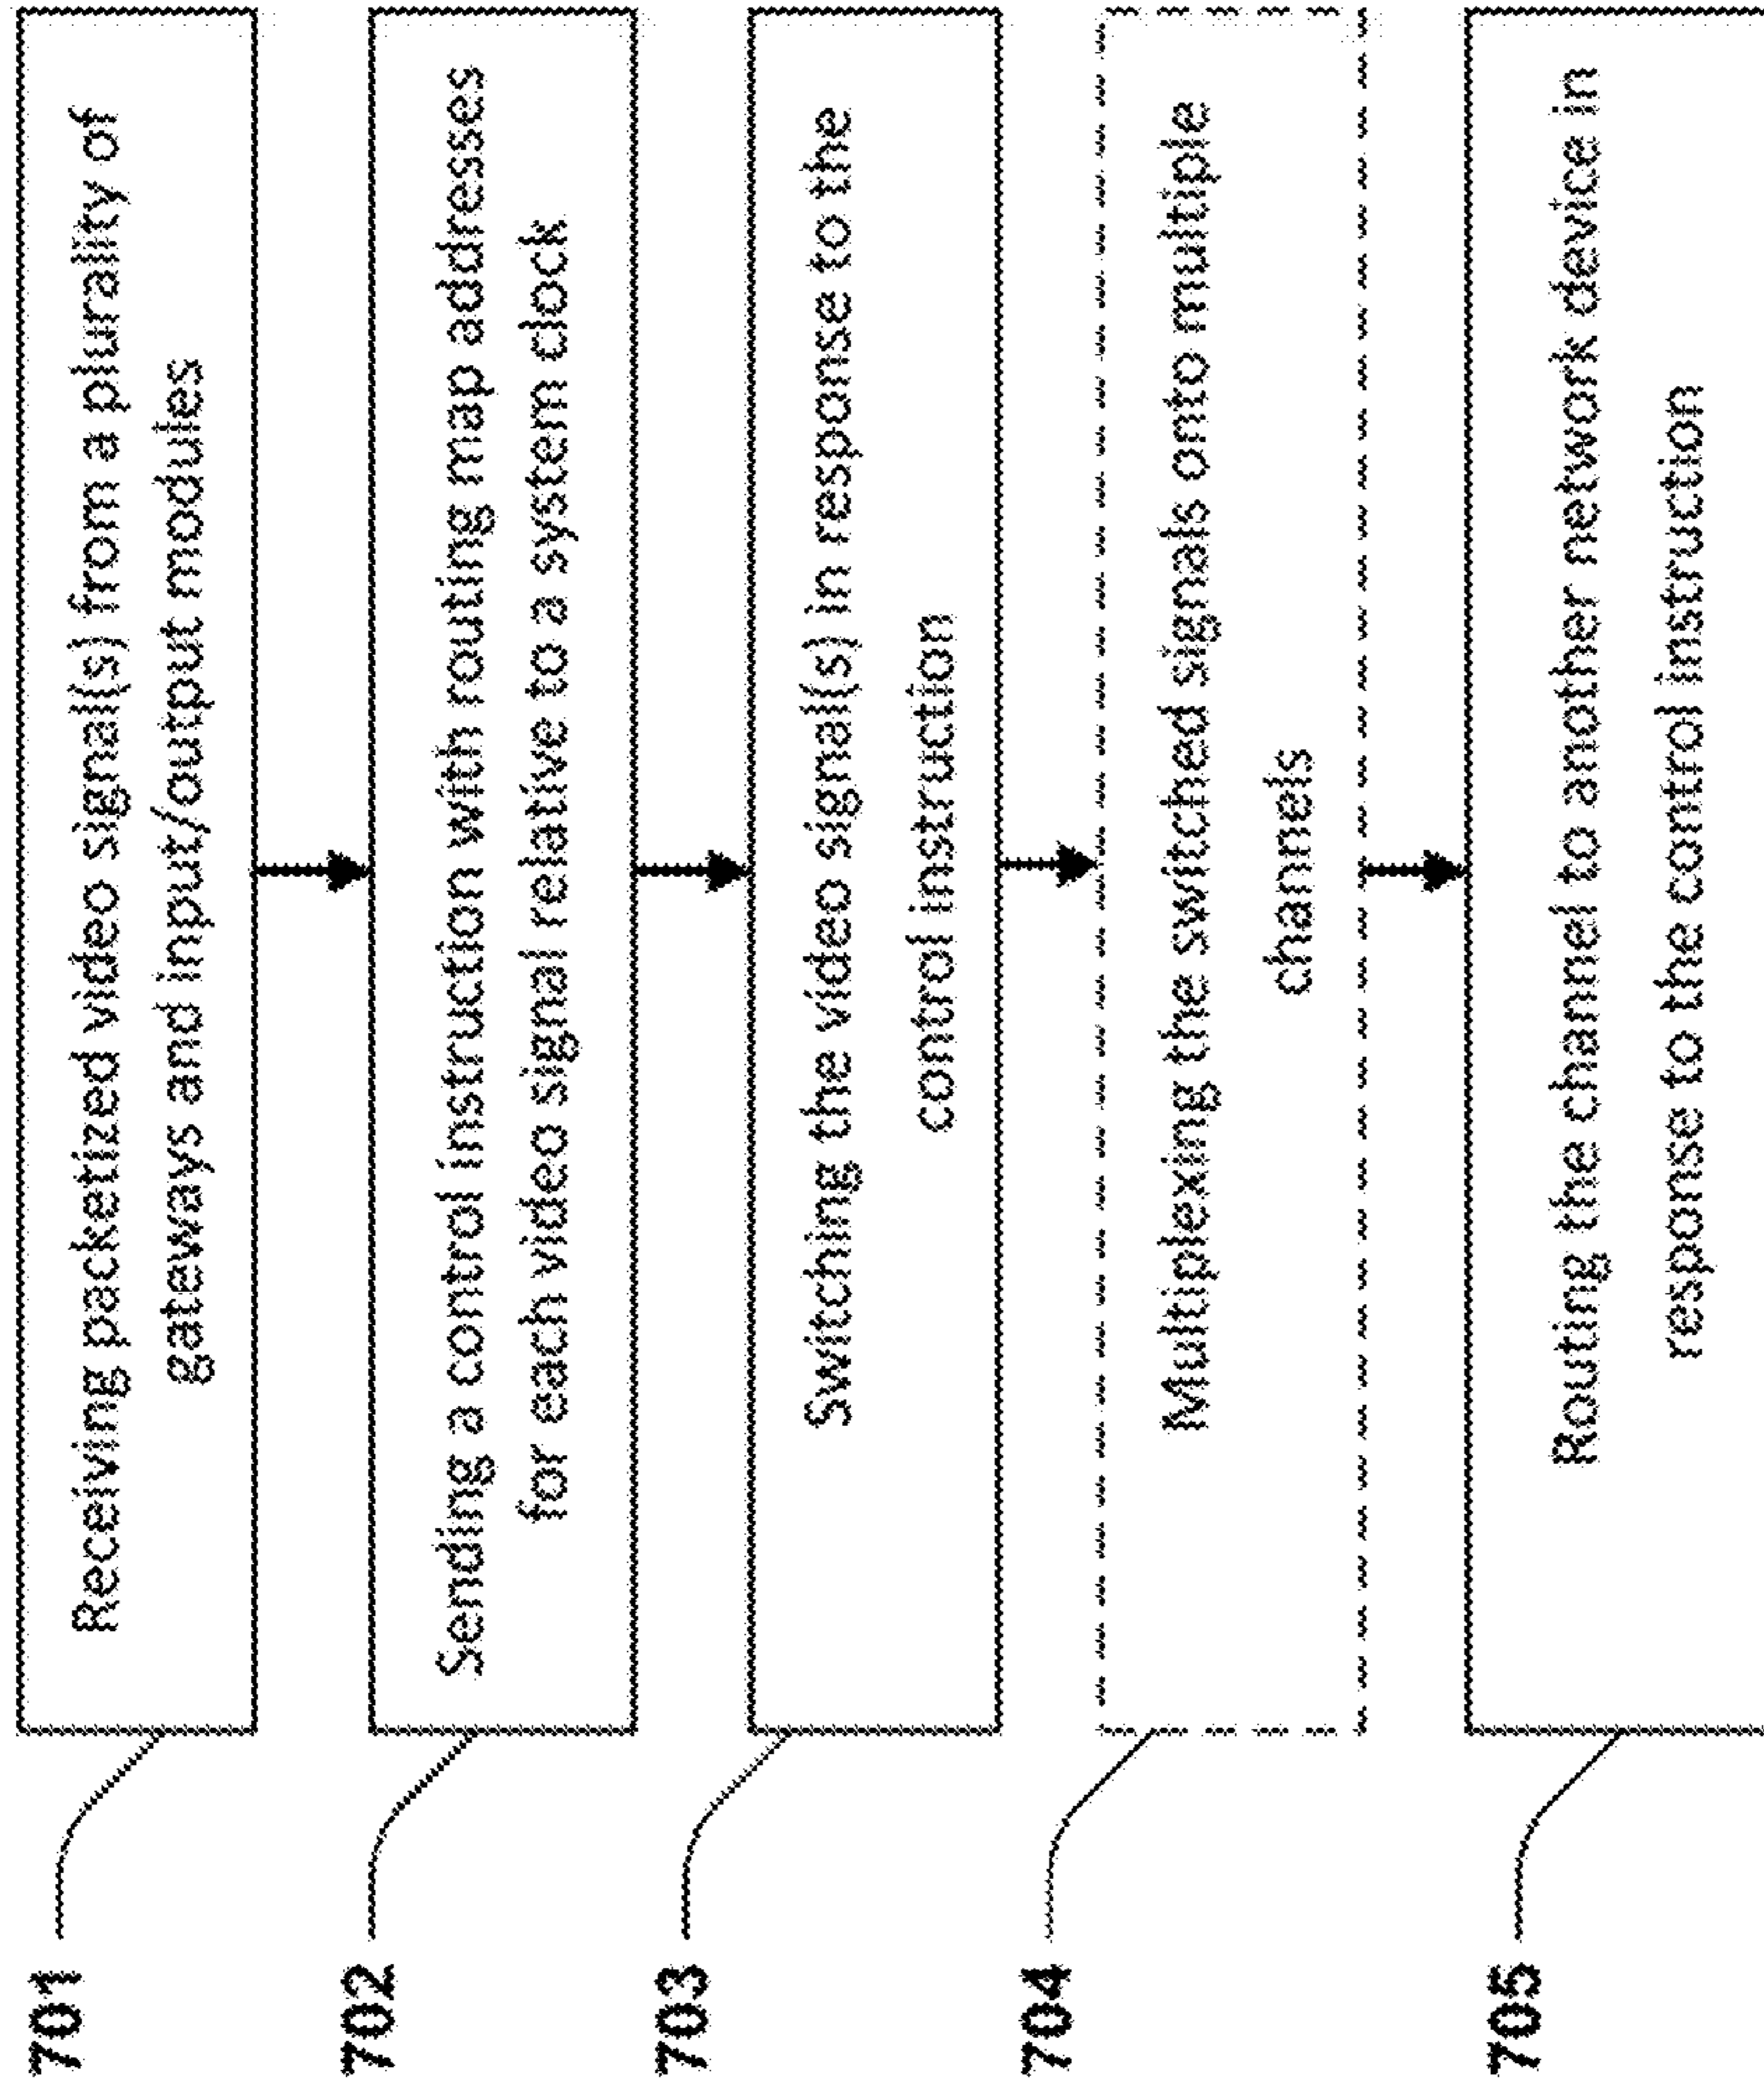 701
Receiving packetized video signal(s) from a plurality of
gateways and input/output modules
702
Sending a control instruction with routing map addresses
for each video signal relative to a system clock
703
Switching the video signal(s) in response to the
control instruction
704
Multiplexing the switched signals onto multiple
channels
705
Routing the channel to another network device in
response to the control instruction